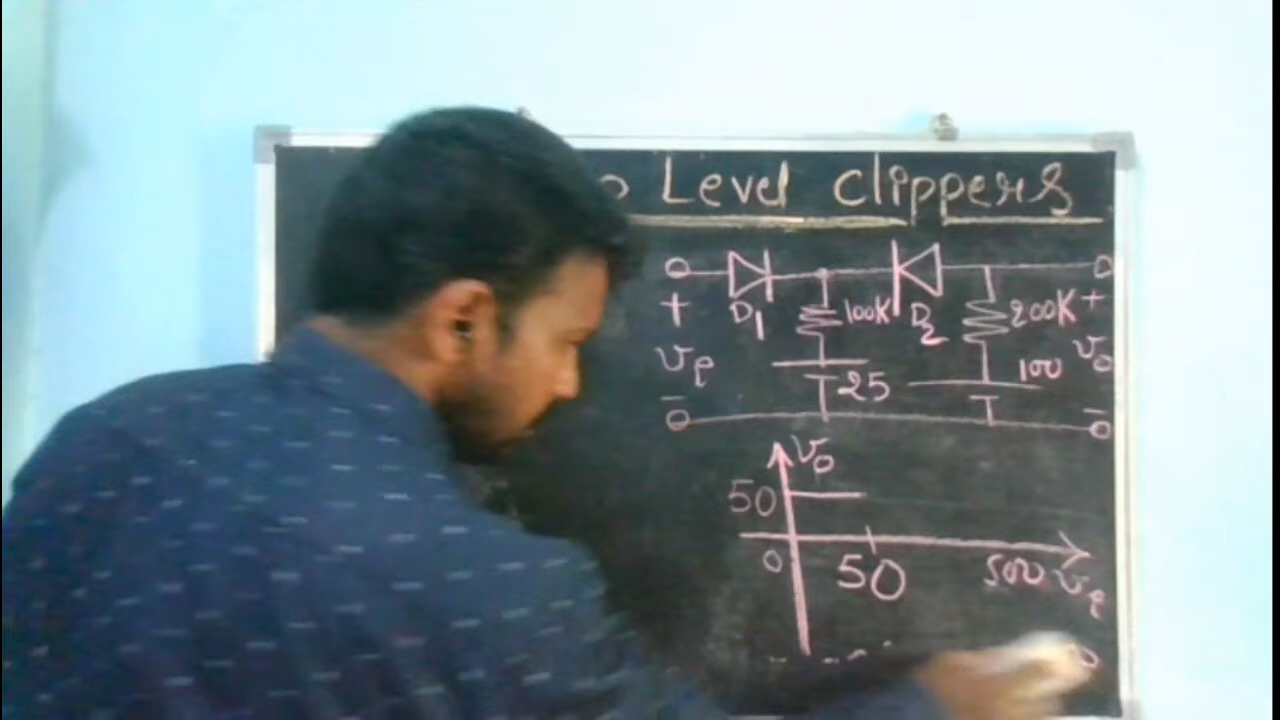 Level Clippers
D1 100K D2 200K +
+ 25 100 vo
vi
- -
vo
50
0 50 500 vi